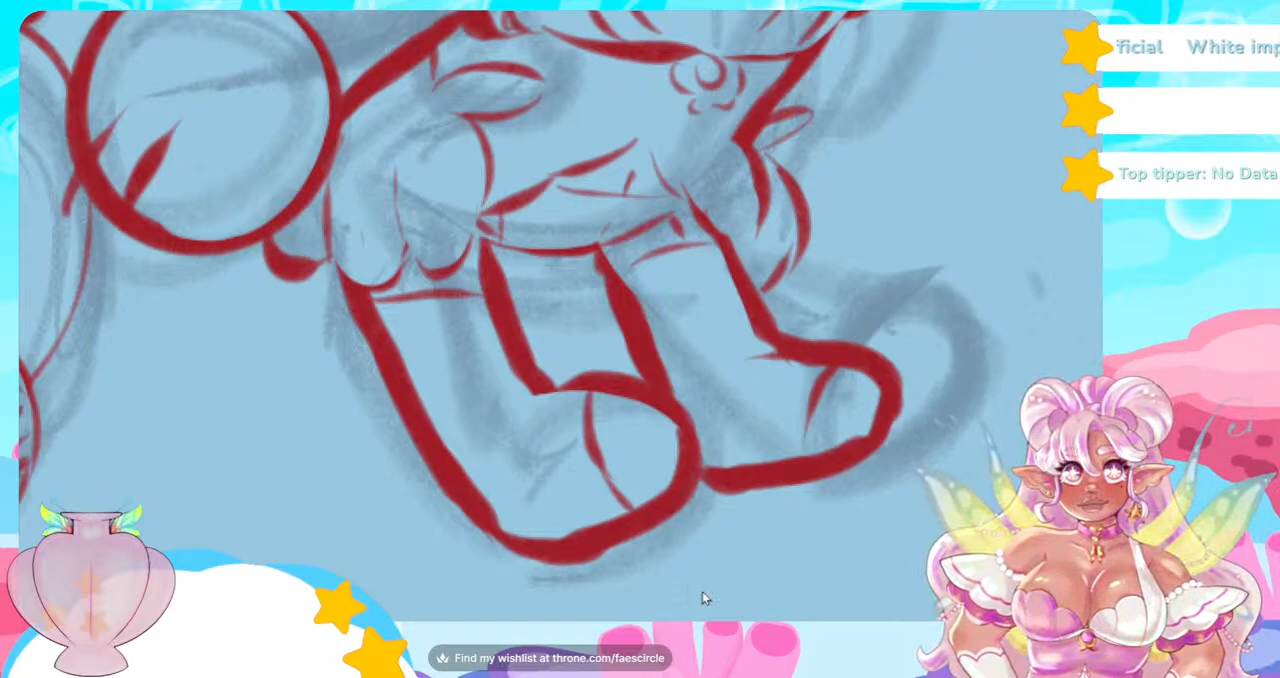 ficial White imp
Top tipper: No Data
Find my wishlist at throne.com/faescircle